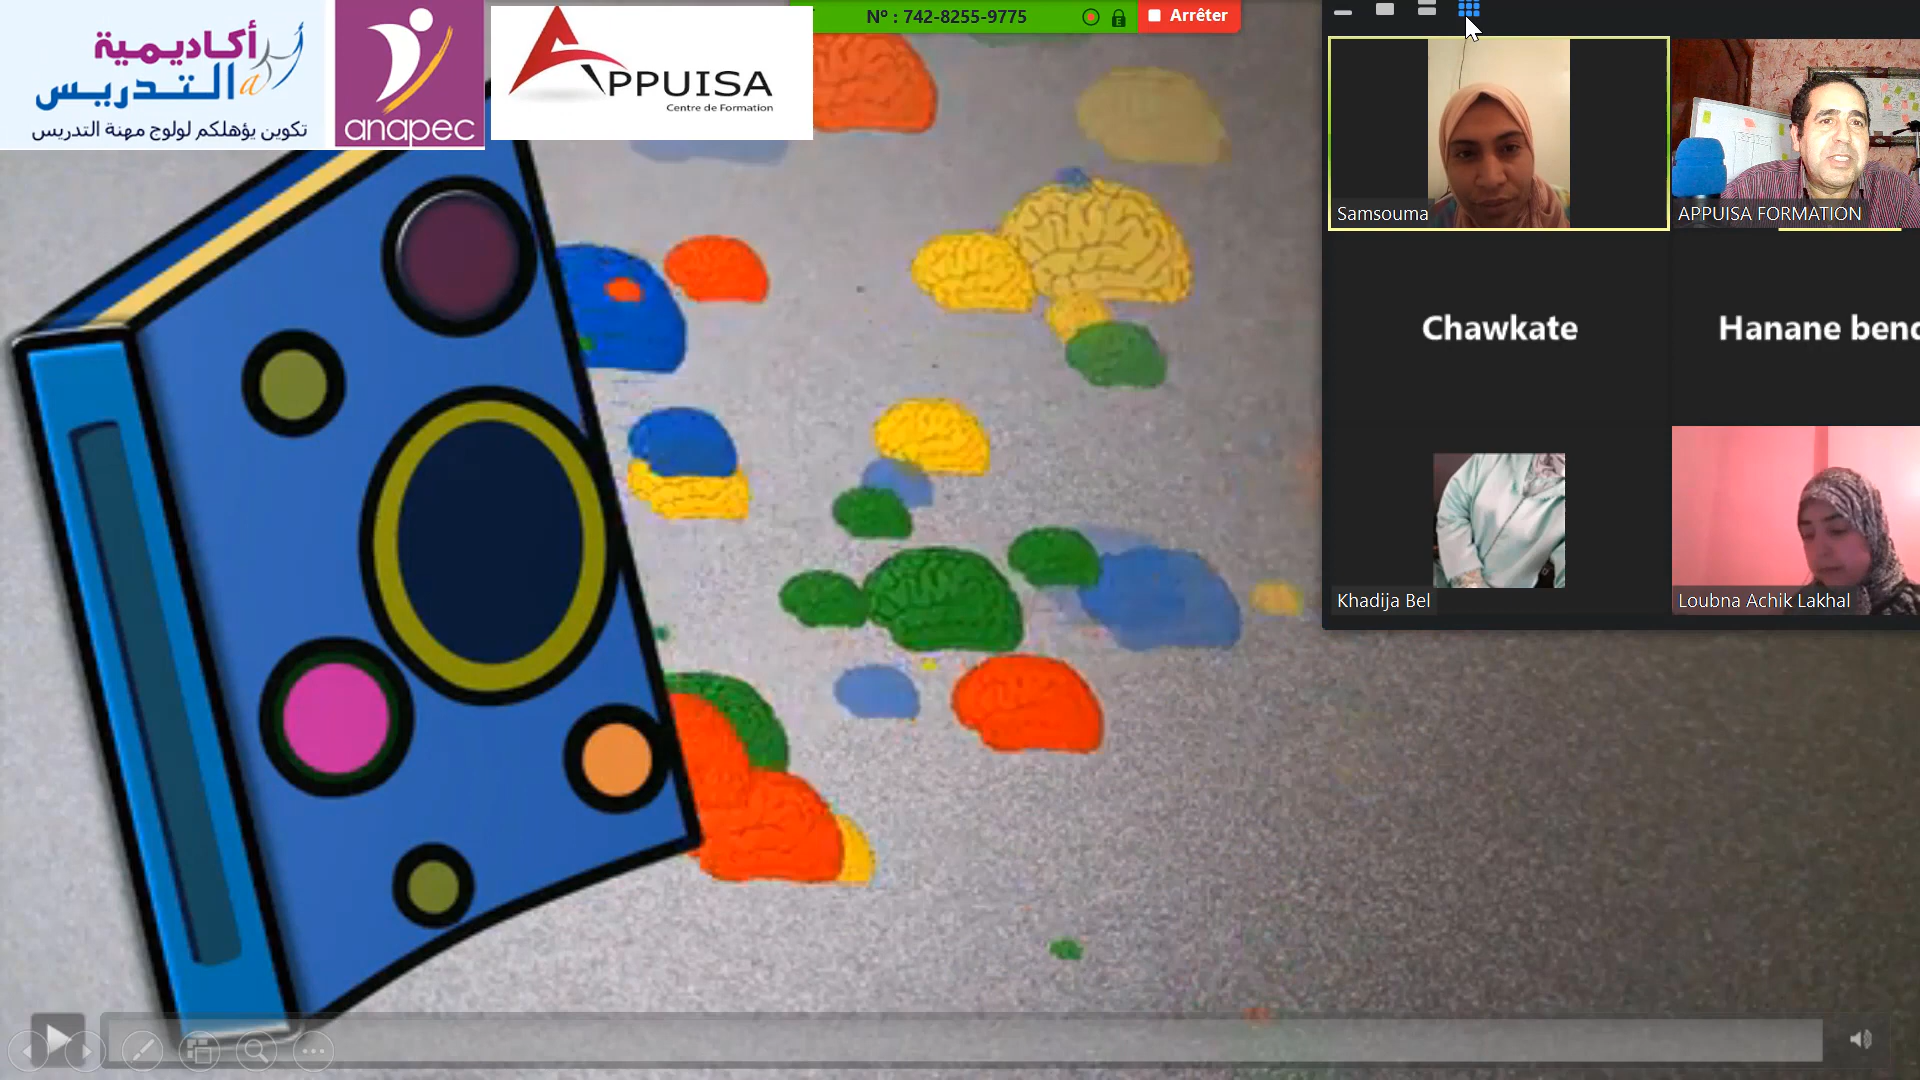 أكاديمية
التدريس
تكوين يؤهلكم لولوج مهنة التدريس
anapec
APPUISA
Centre de Formation
N° : 742-8255-9775
Arrêter
Samsouma
APPUISA FORMATION
Chawkate
Hanane
Khadija Bel
Loubna Achik Lakhal